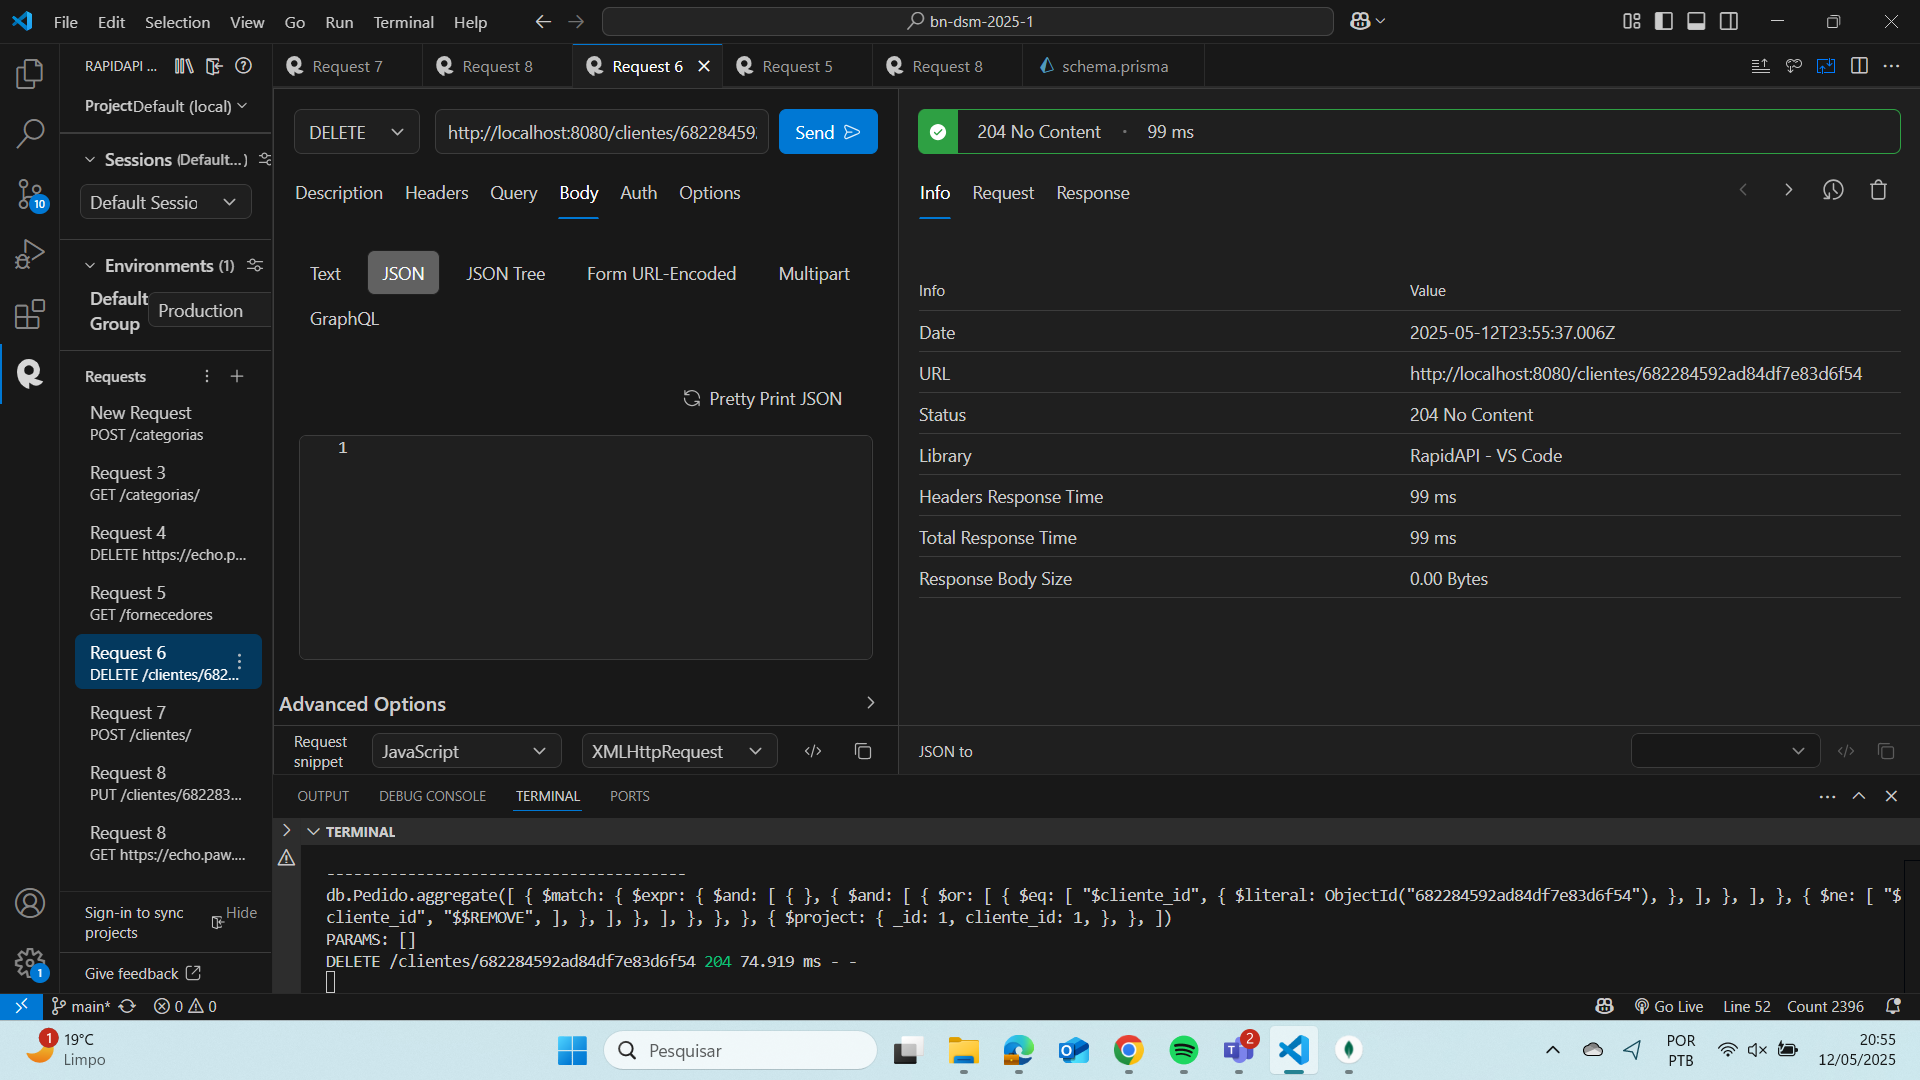 File Edit Selection View Go Run Terminal Help
bn-dsm-2025-1
RAPIDAPI ...
Request 7
Request 8
Request 6
Request 5
Request 8
schema.prisma
Project Default (local)
Sessions (Default...)
Default Sessio
Environments (1)
Default Group
Production
Requests
New Request
POST /categorias
Request 3
GET /categorias/
Request 4
DELETE https://echo.p...
Request 5
GET /fornecedores
Request 6
DELETE /clientes/682...
Request 7
POST /clientes/
Request 8
PUT /clientes/682283...
Request 8
GET https://echo.paw....
Sign-in to sync projects
Hide
Give feedback
10
1
DELETE
http://localhost:8080/clientes/68228459
Send
Description Headers Query Body Auth Options
Text JSON JSON Tree Form URL-Encoded Multipart
GraphQL
Pretty Print JSON
1
Advanced Options
Request snippet
JavaScript
XMLHttpRequest
204 No Content · 99 ms
Info Request Response
Info Value
Date 2025-05-12T23:55:37.006Z
URL http://localhost:8080/clientes/682284592ad84df7e83d6f54
Status 204 No Content
Library RapidAPI - VS Code
Headers Response Time 99 ms
Total Response Time 99 ms
Response Body Size 0.00 Bytes
JSON to
OUTPUT DEBUG CONSOLE TERMINAL PORTS
TERMINAL
----------------------------------------
db.Pedido.aggregate([ { $match: { $expr: { $and: [ { }, { $and: [ { $or: [ { $eq: [ "$cliente_id", { $literal: ObjectId("682284592ad84df7e83d6f54"), }, ], }, ], }, { $ne: [ "$
cliente_id", "$$REMOVE", ], }, ], }, ], }, }, }, { $project: { _id: 1, cliente_id: 1, }, }, ])
PARAMS: []
DELETE /clientes/682284592ad84df7e83d6f54 204 74.919 ms - -
main* 0 0
Go Live
Line 52
Count 2396
1
19°C
Limpo
Pesquisar
2
POR
PTB
20:55
12/05/2025